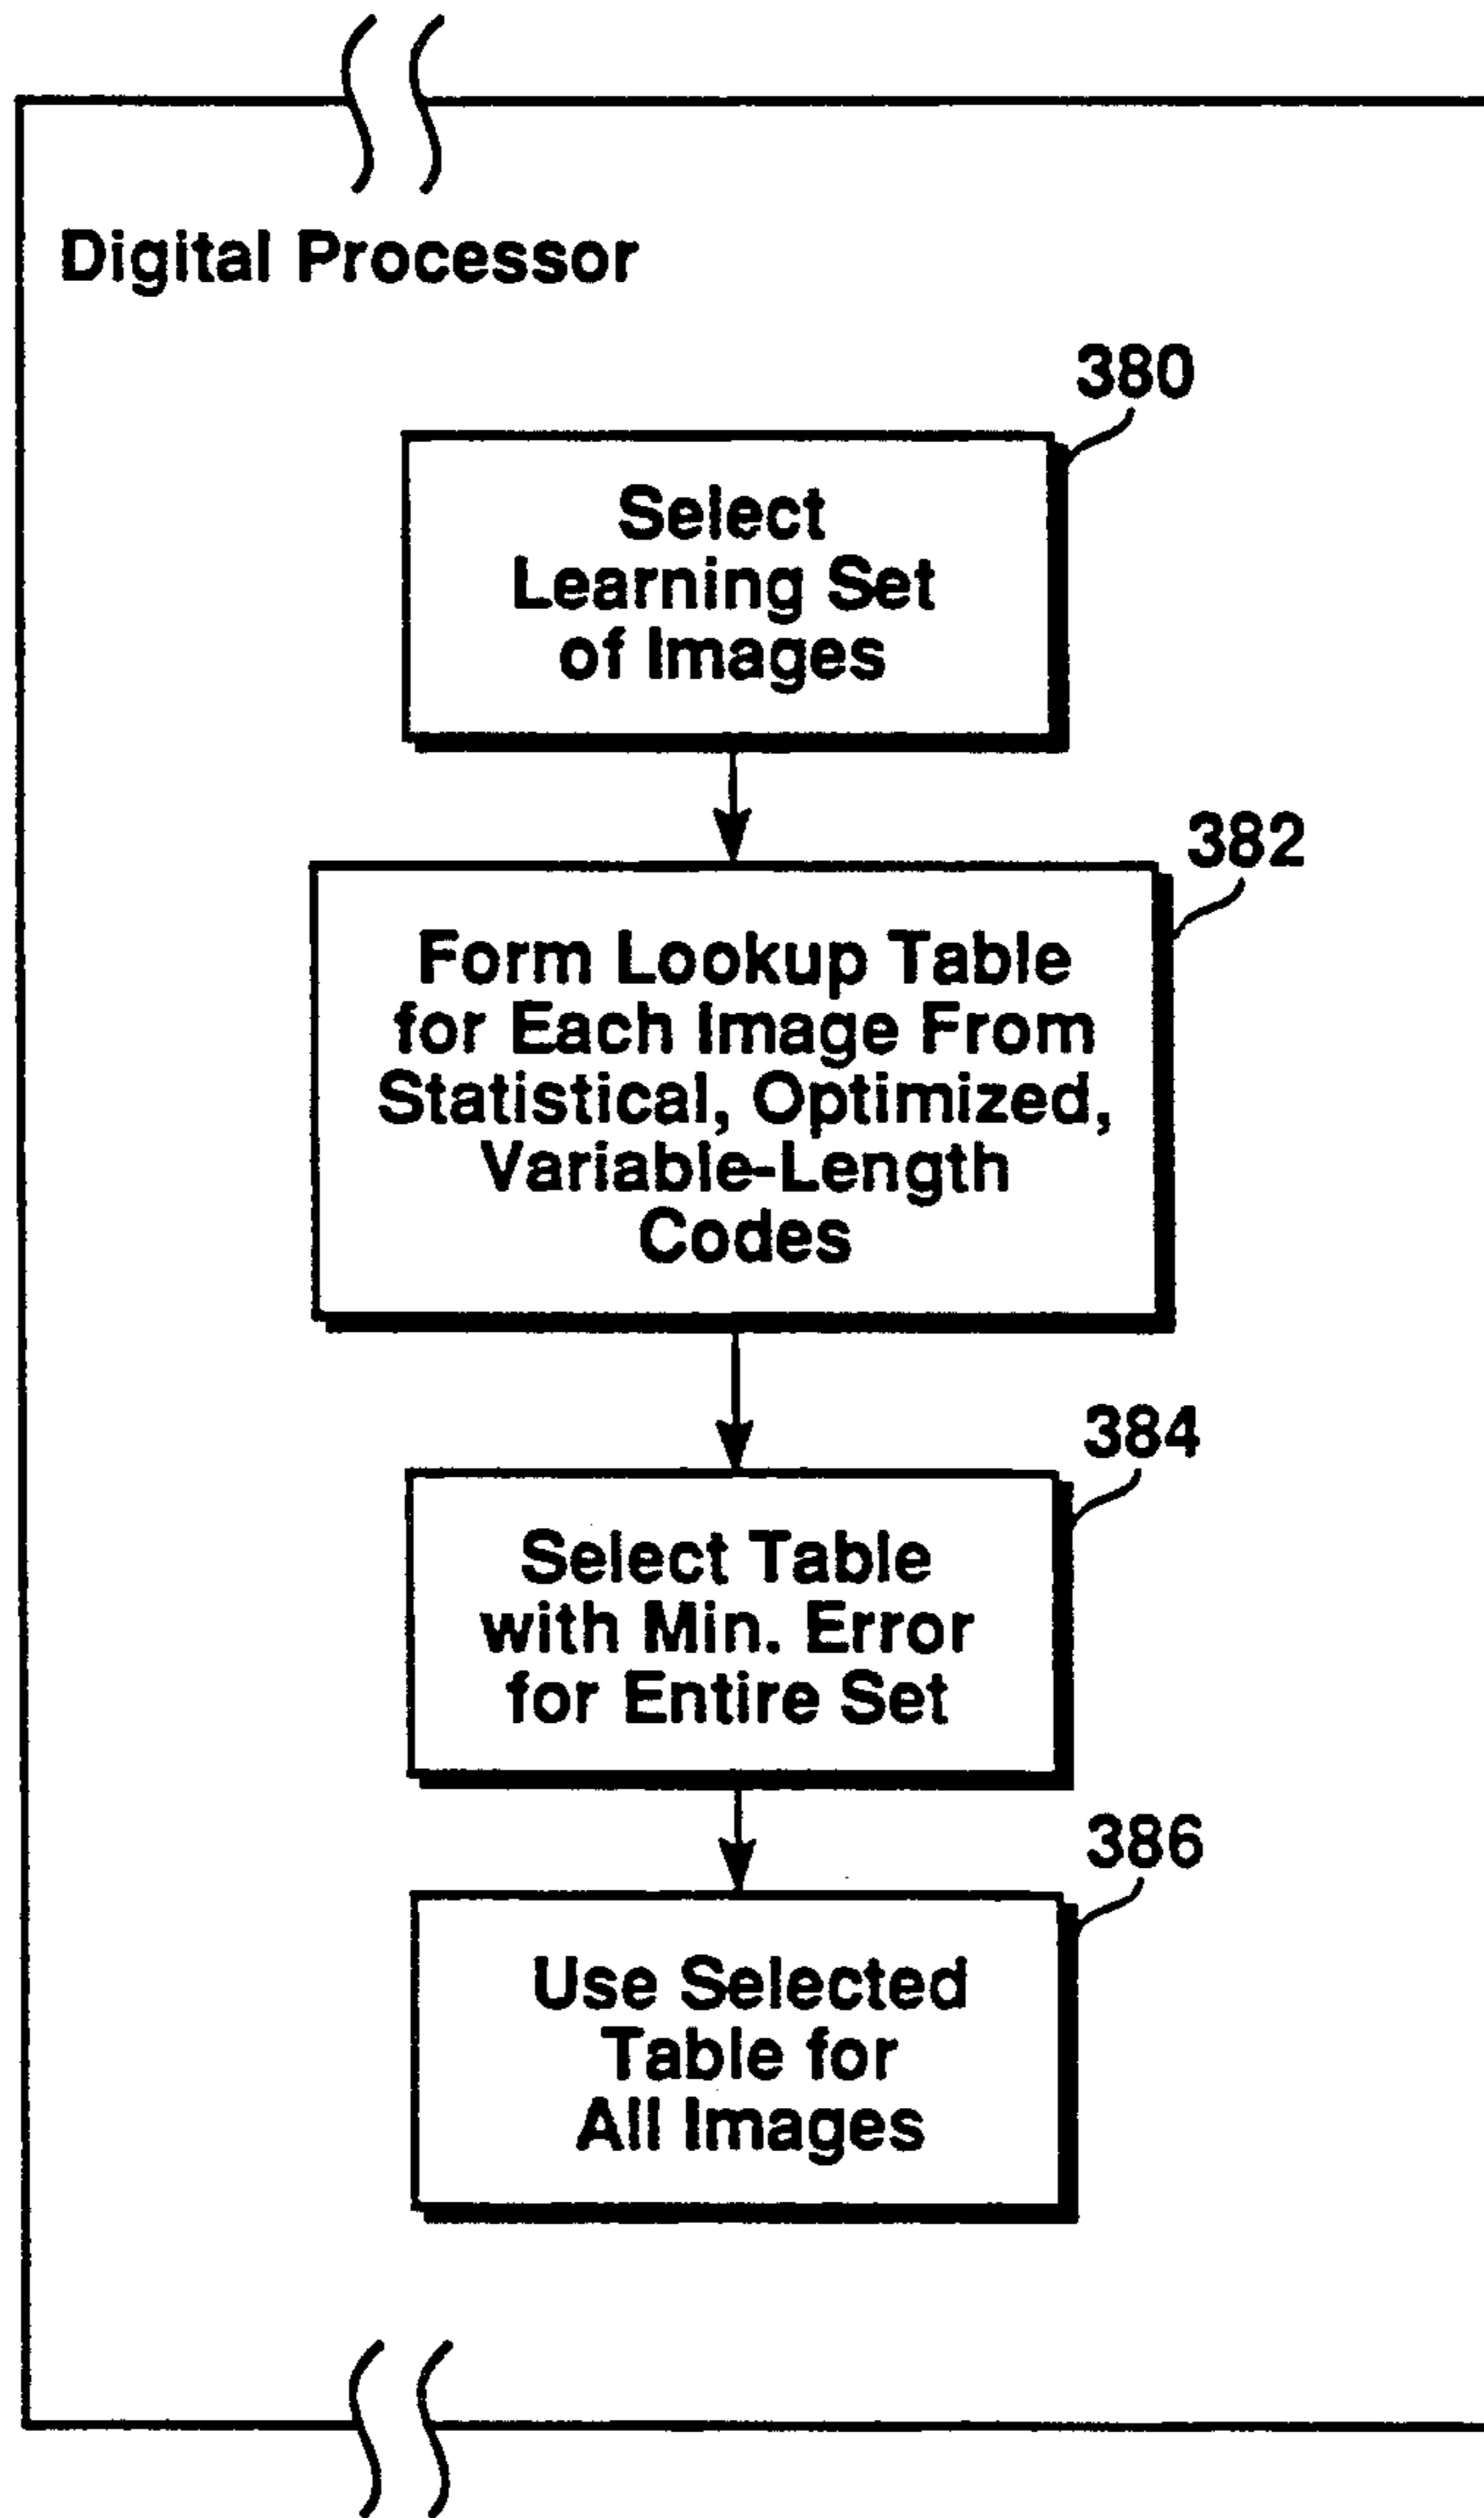 Digital Processor
380
Select
Learning Set
of Images
382
Form Lookup Table
for Each Image From
Statistical, Optimized,
Variable-Length
Codes
384
Select Table
with Min. Error
for Entire Set
386
Use Selected
Table for
All Images